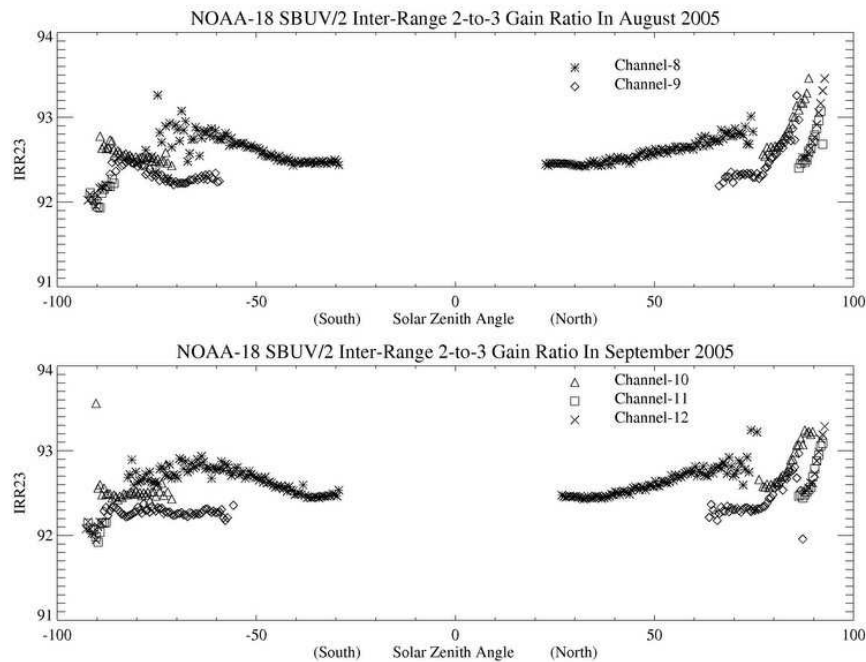 NOAA-18 SBUV/2 Inter-Range 2-to-3 Gain Ratio In August 2005
94
93
92
91
IRR23
Channel-8
Channel-9
-100 -50 0 50 100
(South) Solar Zenith Angle (North)
NOAA-18 SBUV/2 Inter-Range 2-to-3 Gain Ratio In September 2005
94
93
92
91
IRR23
Channel-10
Channel-11
Channel-12
-100 -50 0 50 100
(South) Solar Zenith Angle (North)